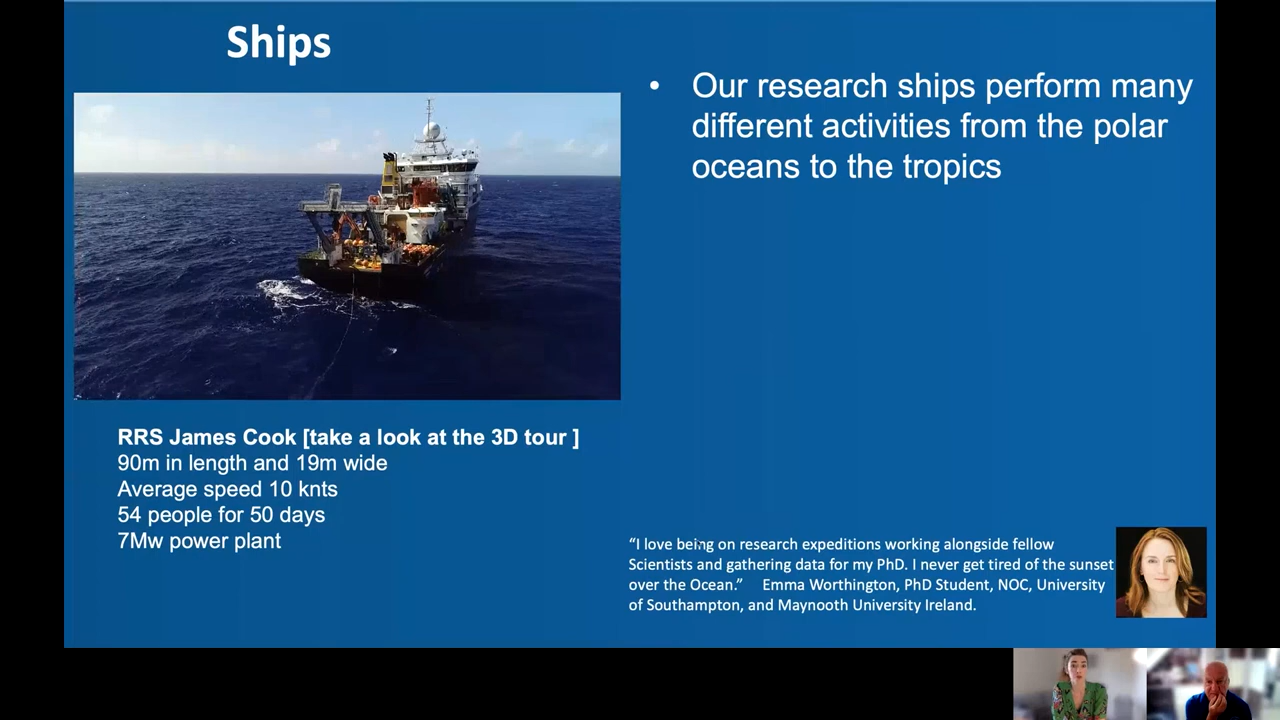 Ships
• Our research ships perform many
different activities from the polar
oceans to the tropics
RRS James Cook [take a look at the 3D tour ]
90m in length and 19m wide
Average speed 10 knts
54 people for 50 days
7Mw power plant
“I love being on research expeditions working alongside fellow
Scientists and gathering data for my PhD. I never get tired of the sunset
over the Ocean.” Emma Worthington, PhD Student, NOC, University
of Southampton, and Maynooth University Ireland.